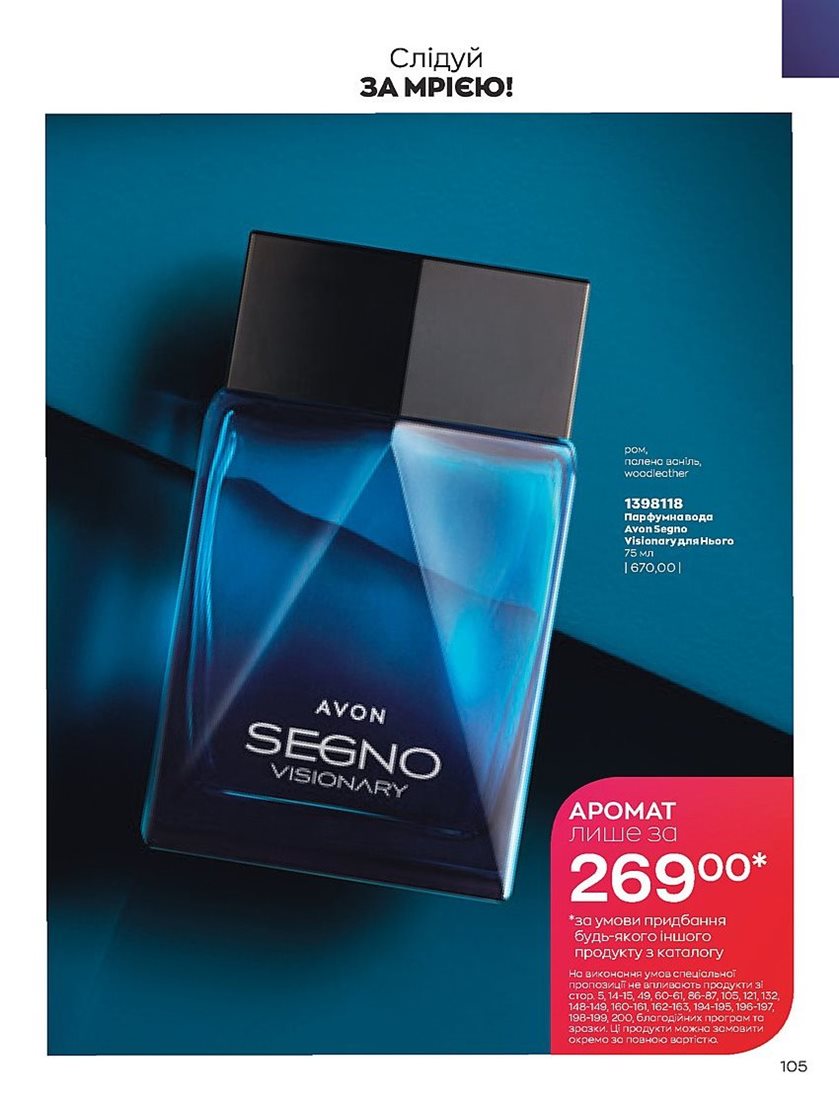 Слідуй
ЗА МРІЄЮ!
ром,
палена ваніль,
woodleather
1398118
Парфумна вода
Avon Segno
Visionary для Нього
75 мл
| 670,00 |
AVON
SEGNO
VISIONARY
АРОМАТ
лише за
269⁰⁰*
*за умови придбання
будь-якого іншого
продукту з каталогу
На виконання умов спеціальної
пропозиції не впливають продукти зі
стор. 5, 14-15, 49, 60-61, 86-87, 105, 121, 132,
148-149, 160-161, 162-163, 194-195, 196-197,
198-199, 200, благодійних програм та
зразки. Ці продукти можна замовити
окремо за повною вартістю.
105